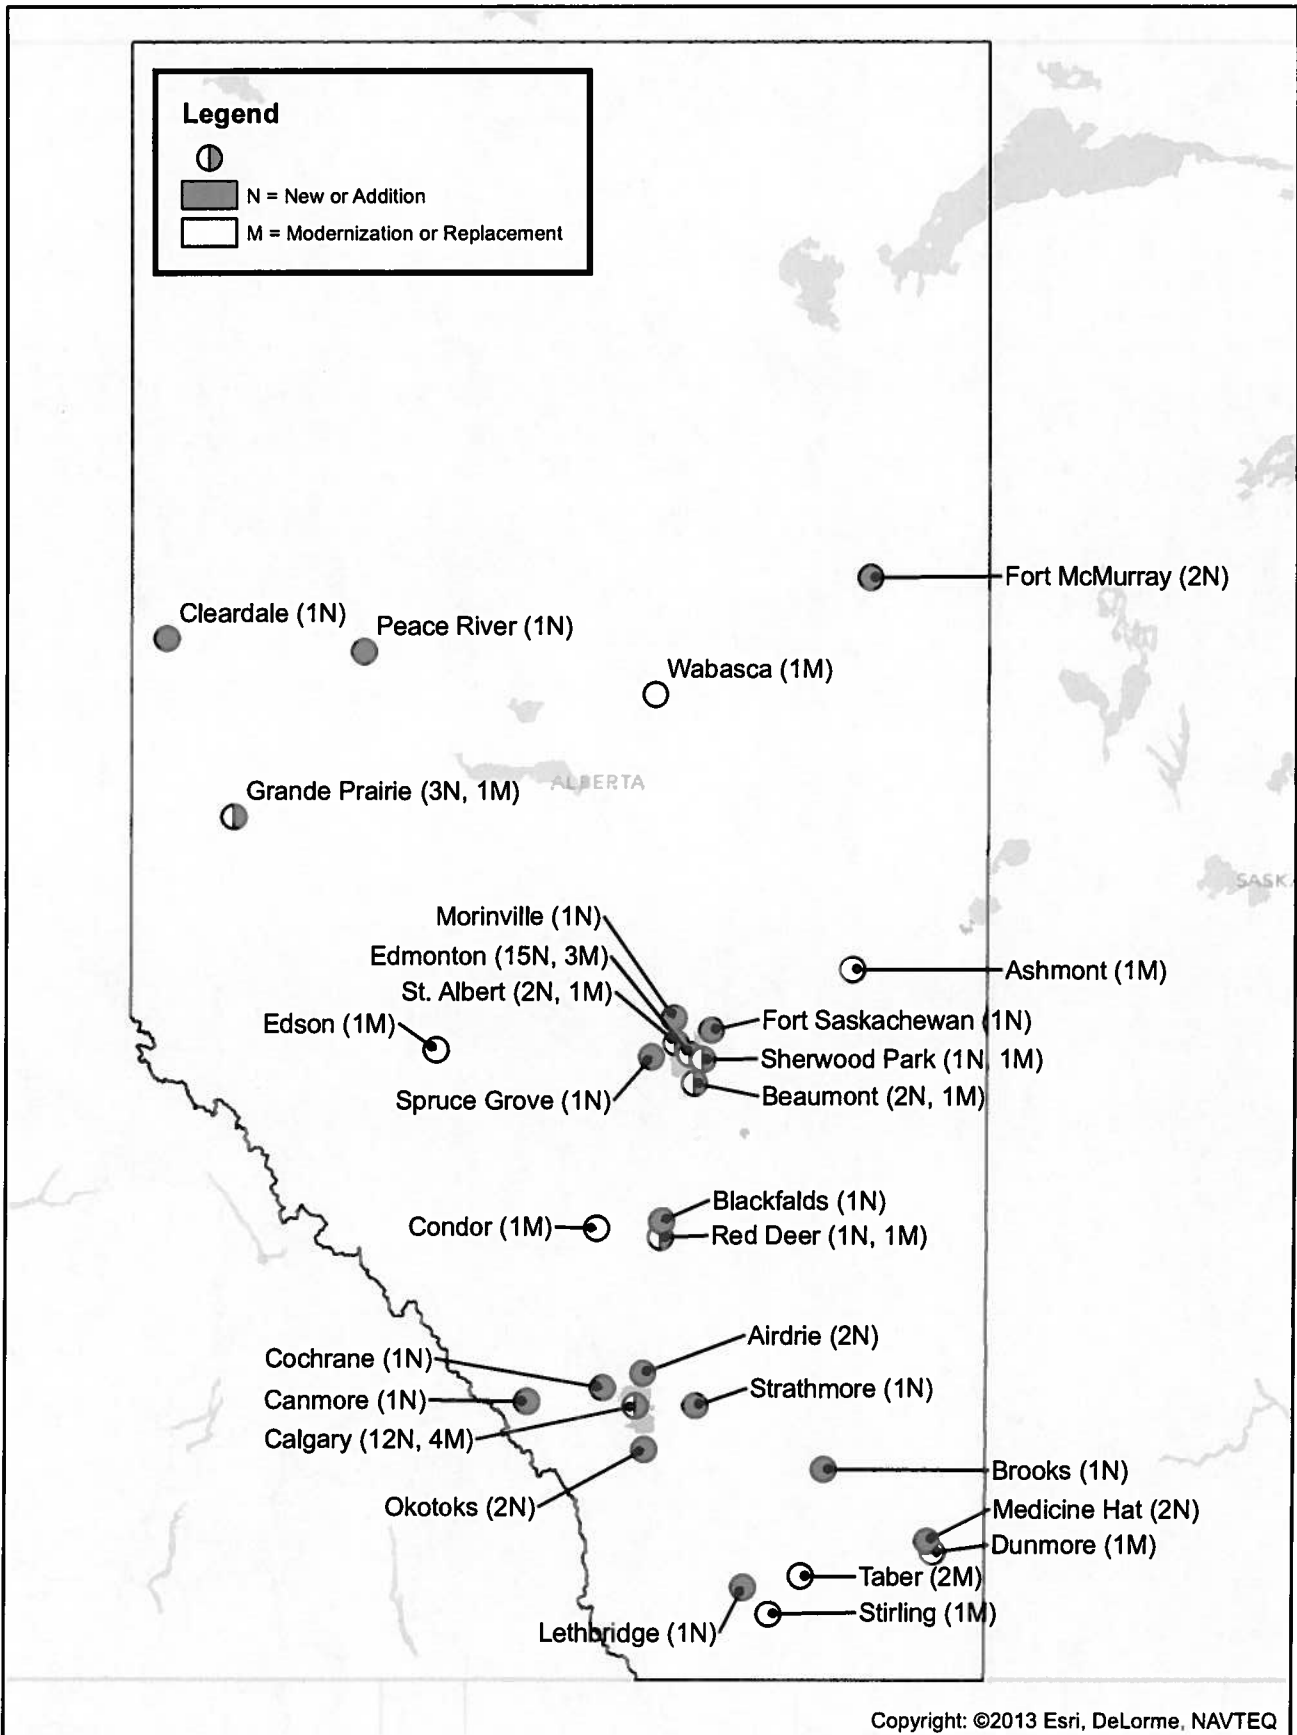 Legend
N = New or Addition
M = Modernization or Replacement
Fort McMurray (2N)
Cleardale (1N)
Peace River (1N)
Wabasca (1M)
ALBERTA
Grande Prairie (3N, 1M)
SASK
Morinville (1N)
Edmonton (15N, 3M)
Ashmont (1M)
St. Albert (2N, 1M)
Edson (1M)
Fort Saskachewan (1N)
Sherwood Park (1N, 1M)
Spruce Grove (1N)
Beaumont (2N, 1M)
Blackfalds (1N)
Condor (1M)
Red Deer (1N, 1M)
Airdrie (2N)
Cochrane (1N)
Strathmore (1N)
Canmore (1N)
Calgary (12N, 4M)
Brooks (1N)
Okotoks (2N)
Medicine Hat (2N)
Dunmore (1M)
Taber (2M)
Stirling (1M)
Lethbridge (1N)
Copyright: ©2013 Esri, DeLorme, NAVTEQ